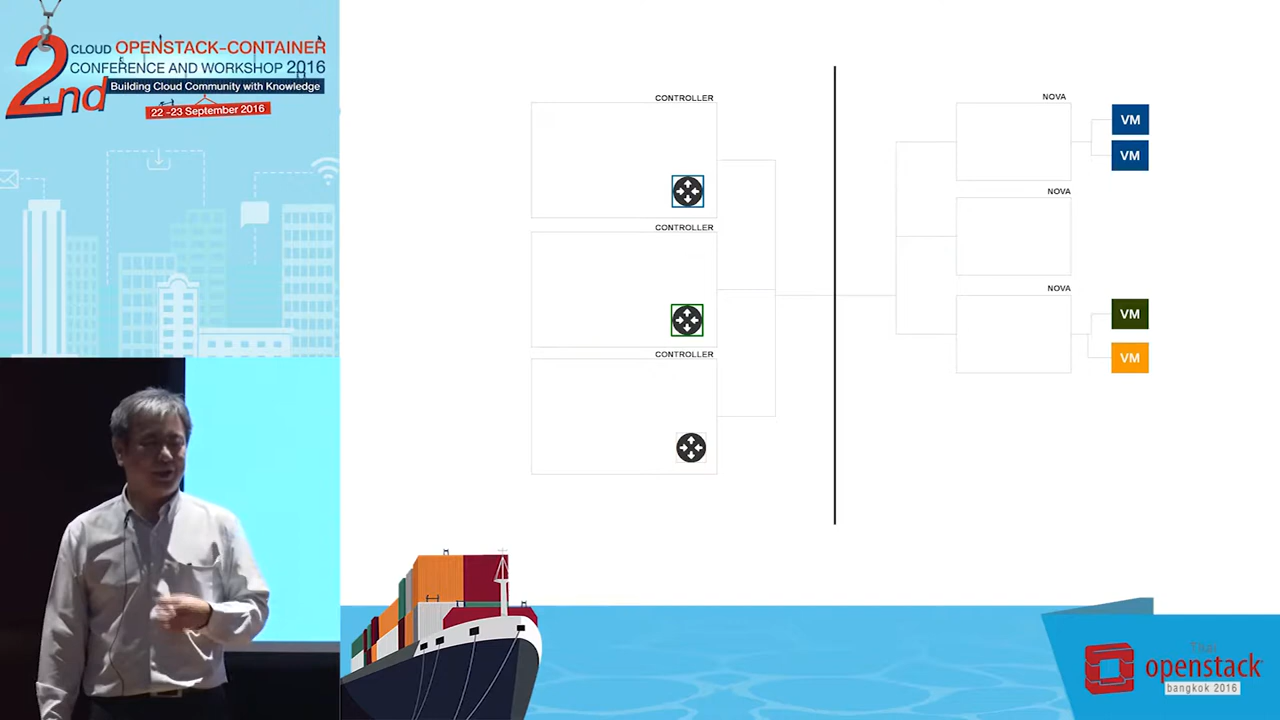 2nd
CLOUD OPENSTACK-CONTAINER
CONFERENCE AND WORKSHOP 2016
Building Cloud Community with Knowledge
22 -23 September 2016
CONTROLLER
CONTROLLER
CONTROLLER
NOVA
VM
VM
NOVA
NOVA
VM
VM
Thai
openstack
bangkok 2016